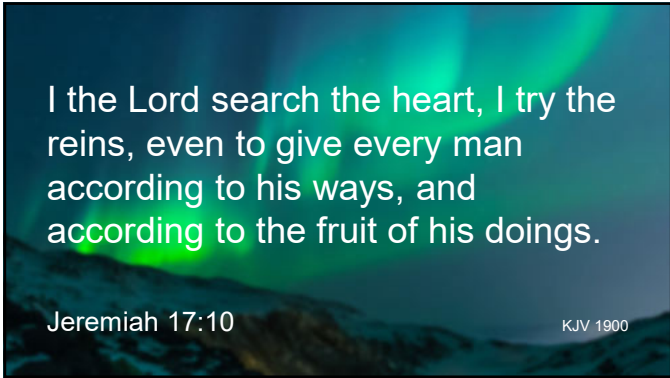 I the Lord search the heart, I try the
reins, even to give every man
according to his ways, and
according to the fruit of his doings.
Jeremiah 17:10
KJV 1900